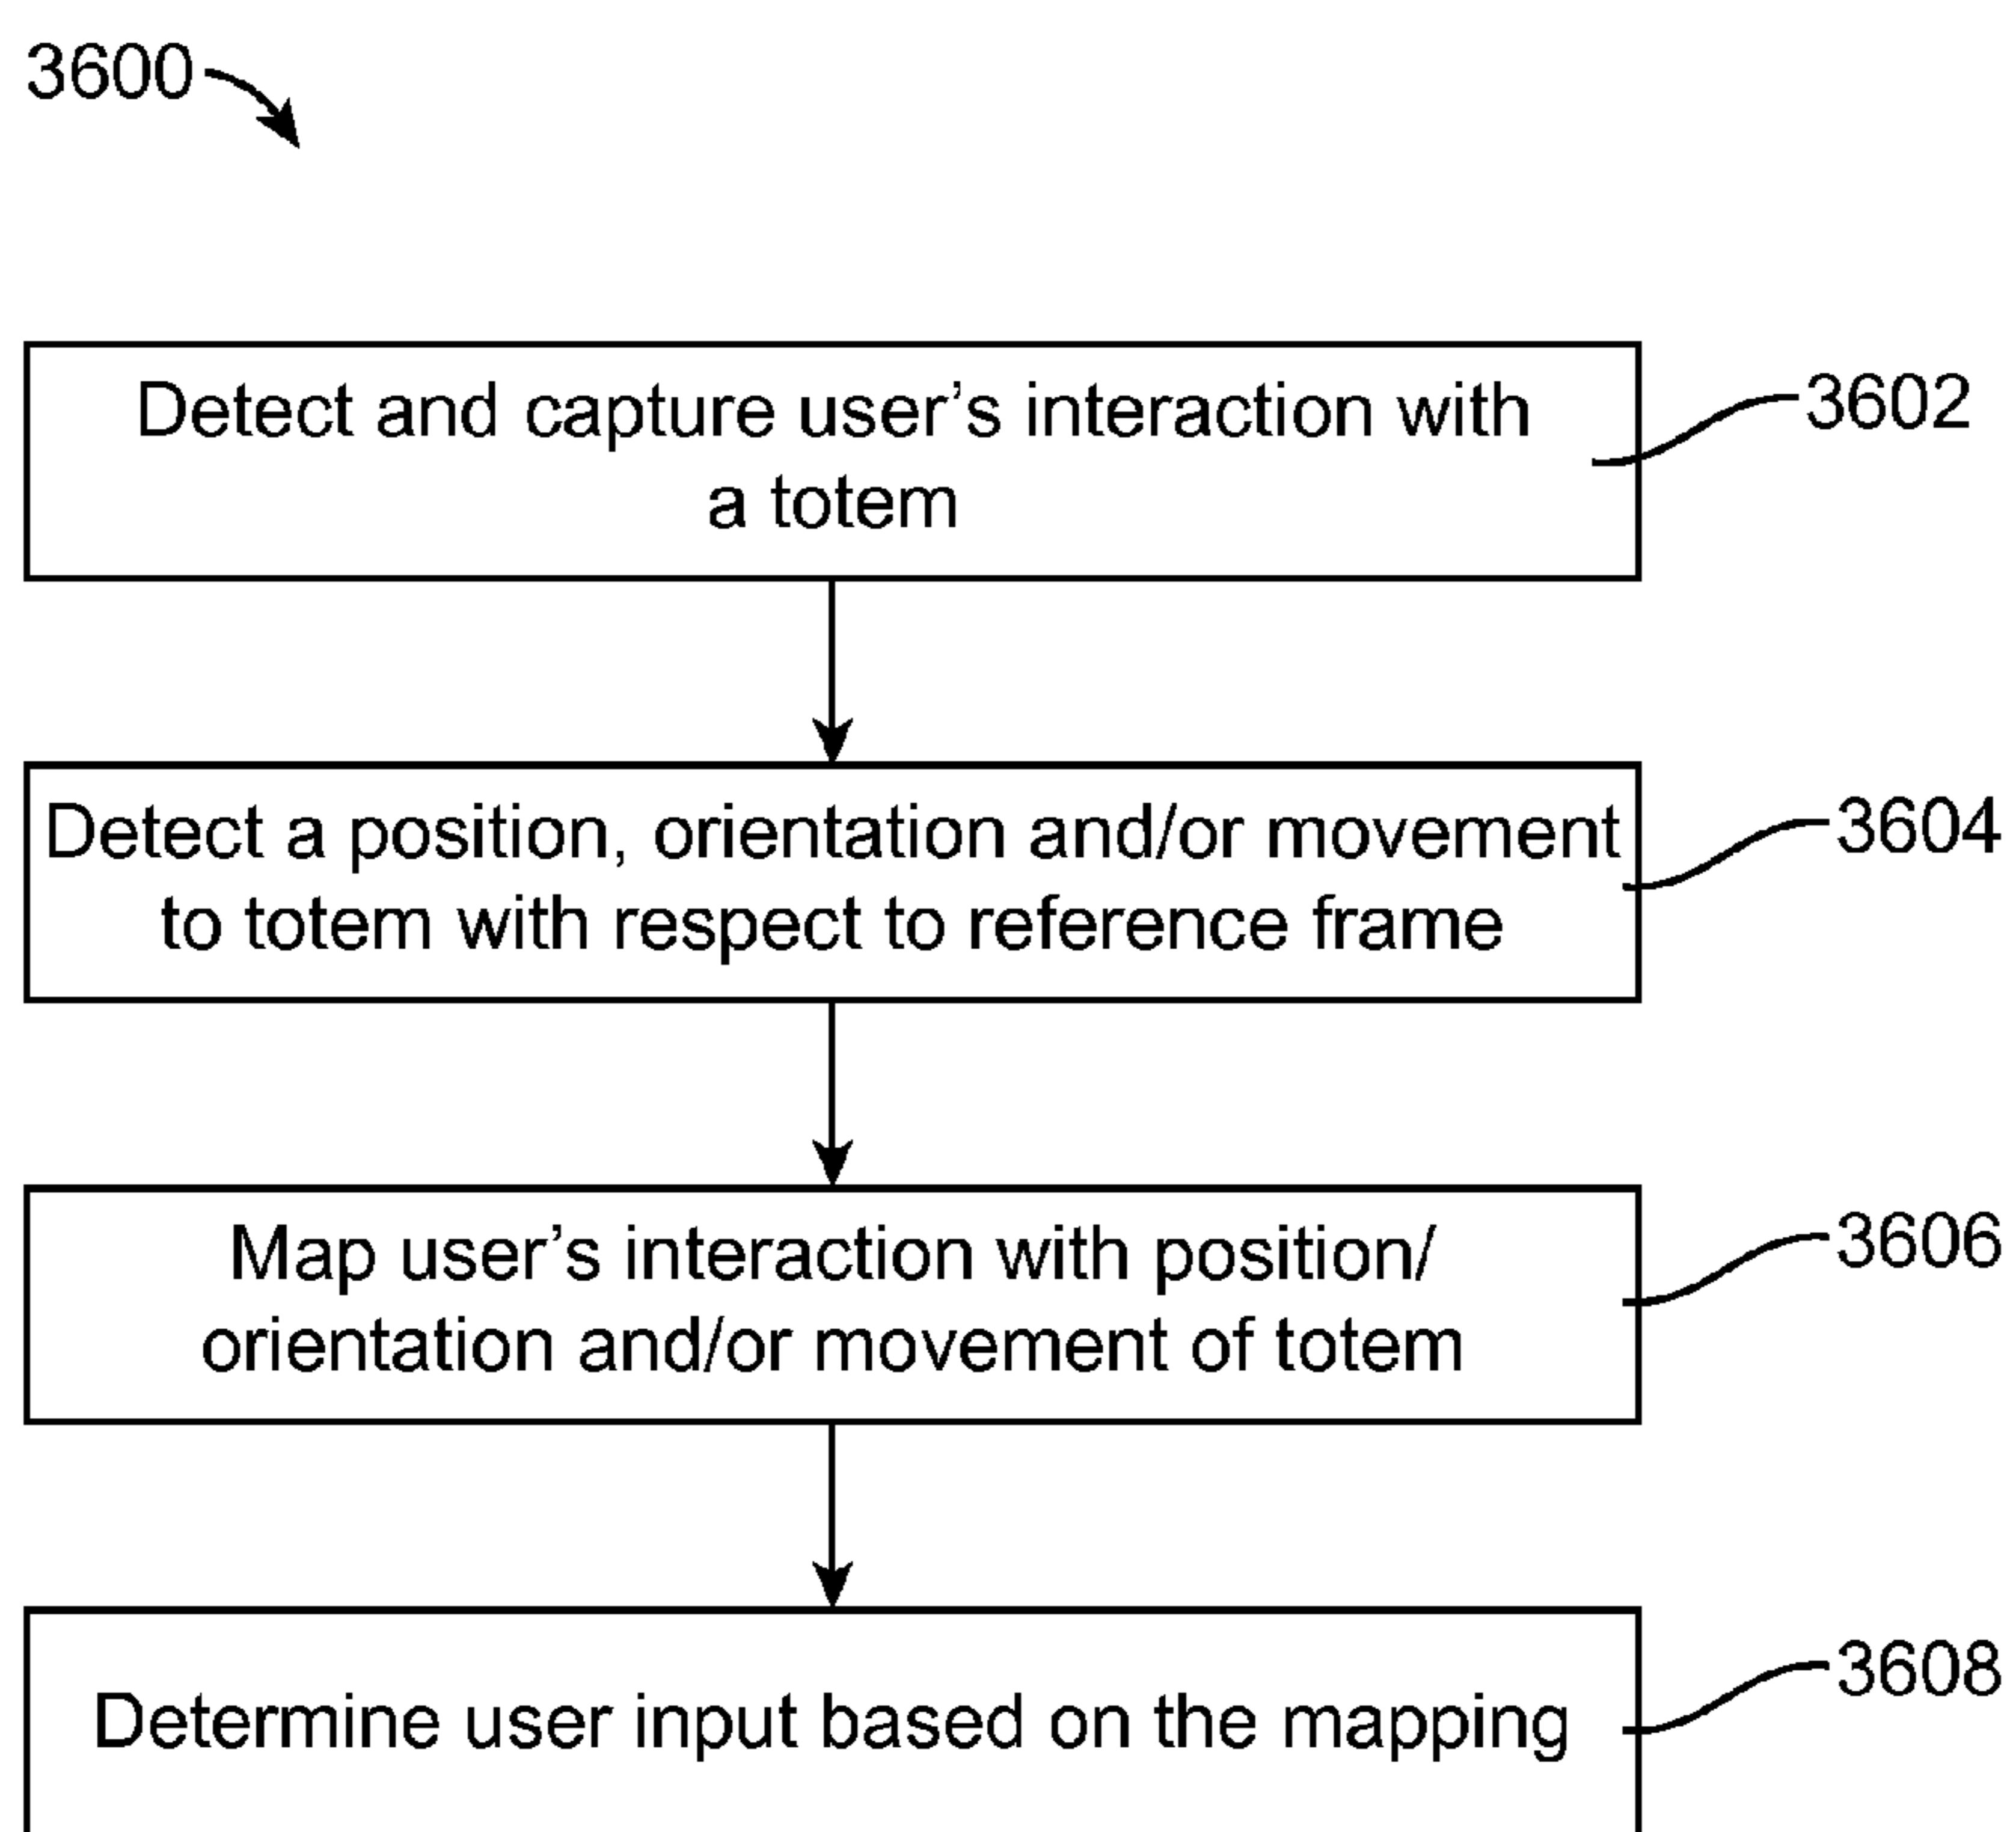 3600
Detect and capture user’s interaction with
a totem
3602
Detect a position, orientation and/or movement
to totem with respect to reference frame
3604
Map user’s interaction with position/
orientation and/or movement of totem
3606
Determine user input based on the mapping
3608